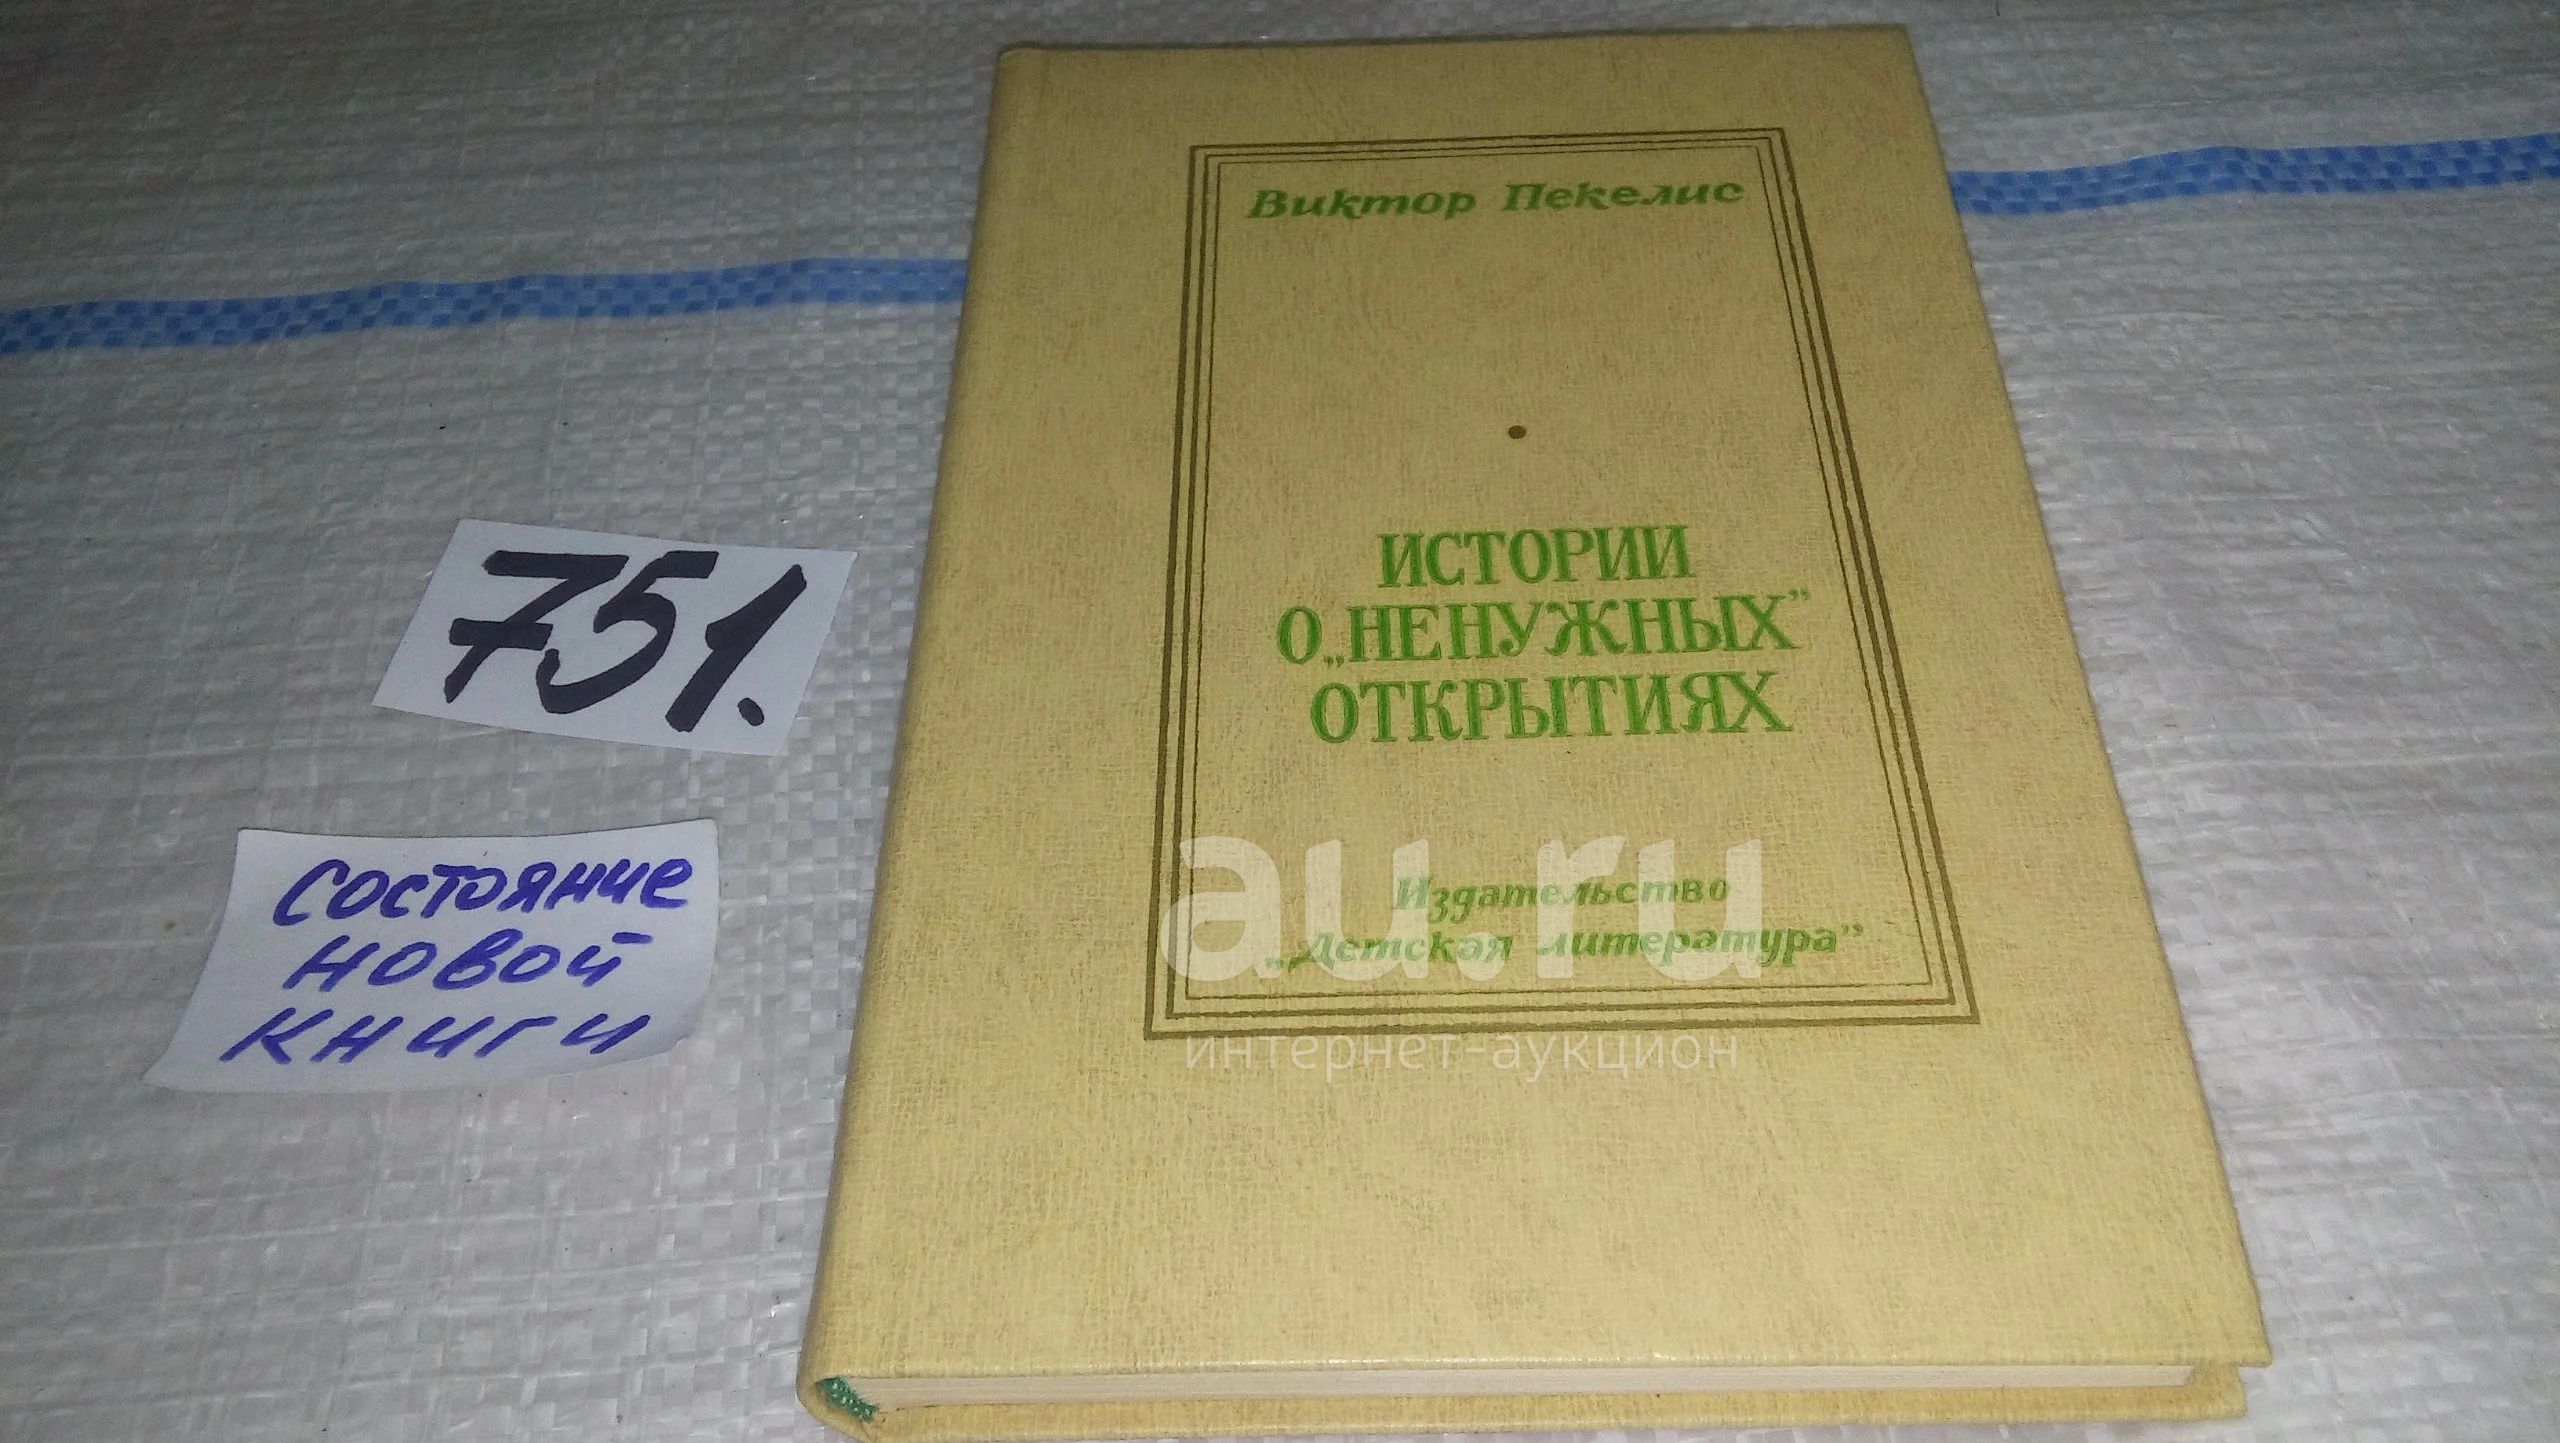 Виктор Пекелис
ИСТОРИИ
О „НЕНУЖНЫХ”
ОТКРЫТИЯХ
Издательство
„Детская литература”
751.
Состояние
новой
книги
au.ru
интернет-аукцион